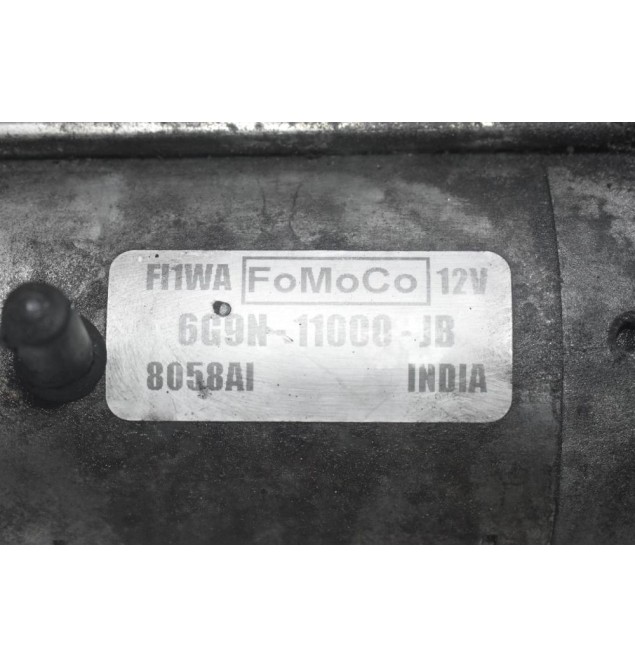 FI1WA FoMoCo 12V
6G9N-11000-JB
8058AI INDIA